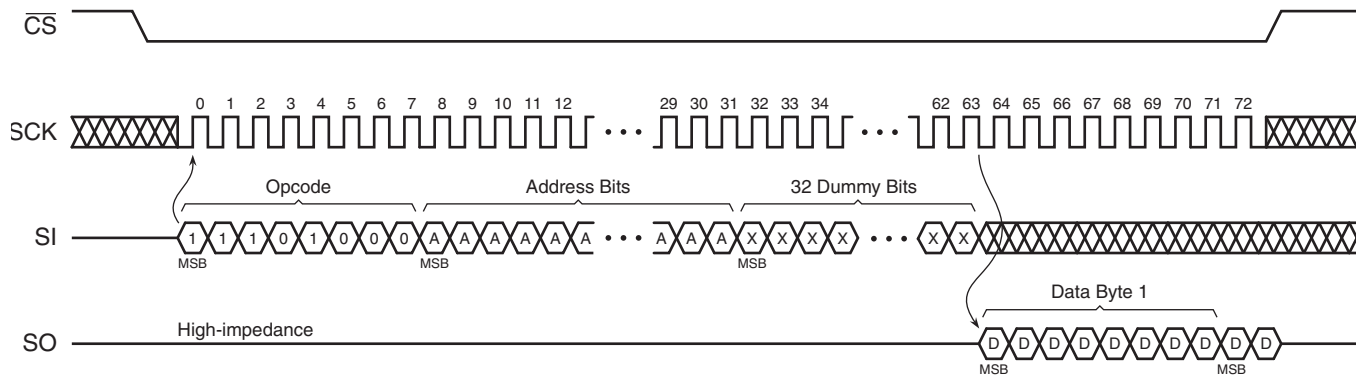 CS
0 1 2 3 4 5 6 7 8 9 10 11 12 29 30 31 32 33 34 62 63 64 65 66 67 68 69 70 71 72
SCK
Opcode Address Bits 32 Dummy Bits
SI 1 1 1 0 1 0 0 0 A A A A A A A A A X X X X X X
MSB MSB MSB
Data Byte 1
High-impedance
SO D D D D D D D D D D
MSB MSB